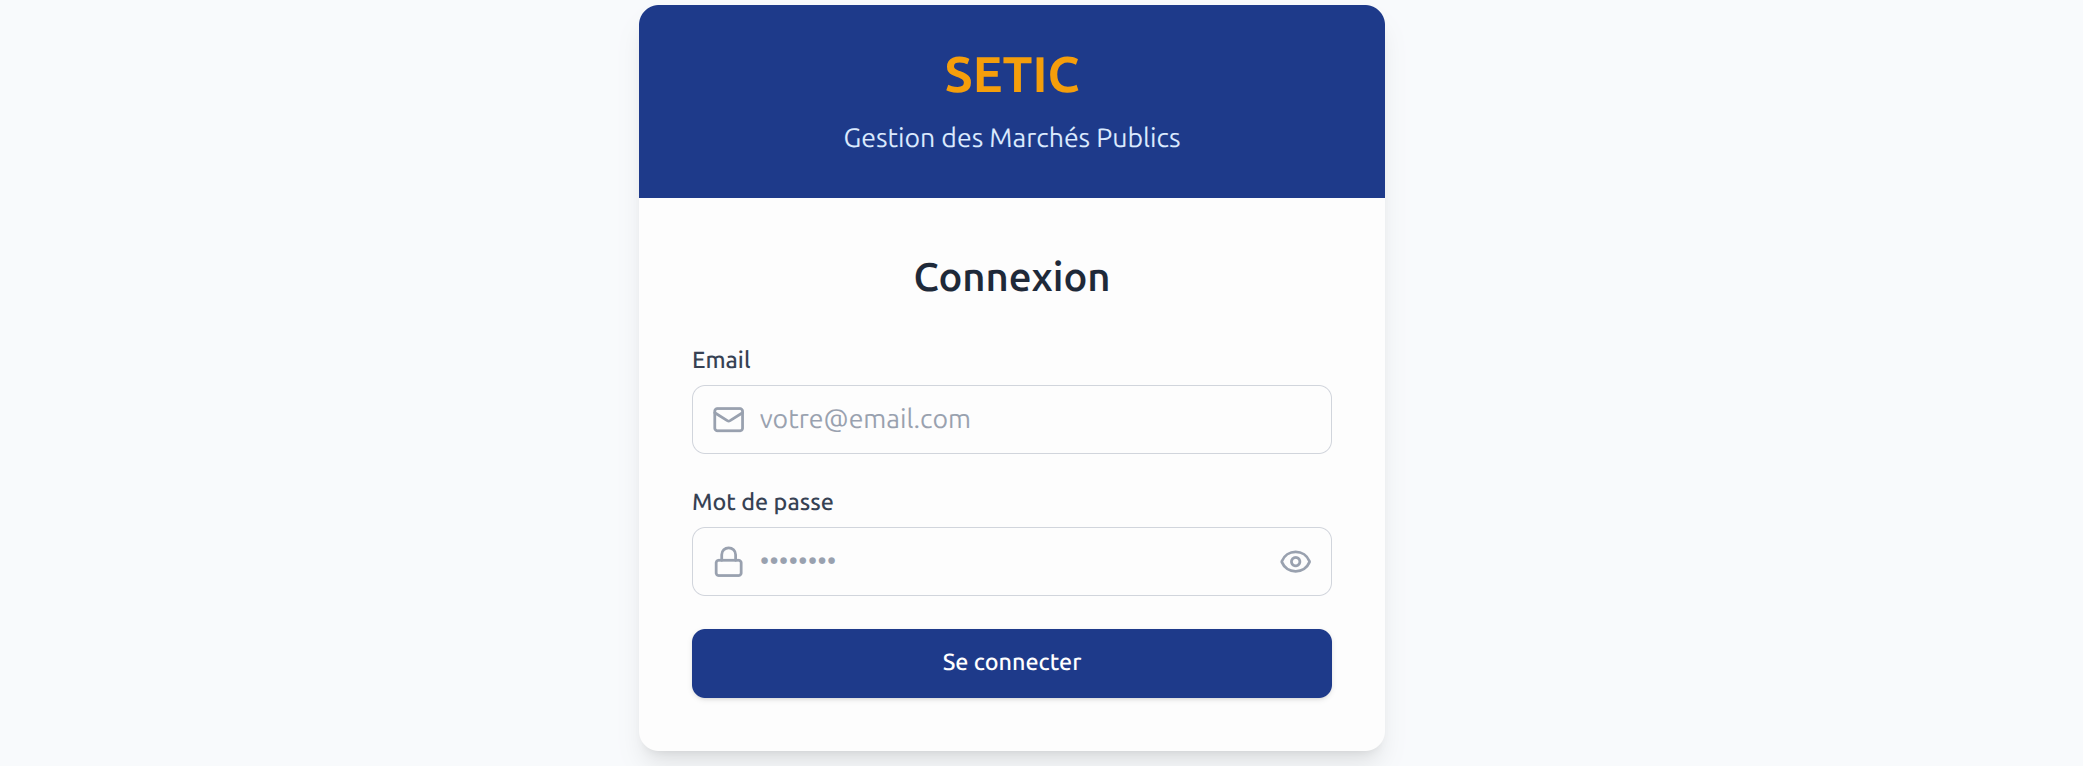 SETIC
Gestion des Marchés Publics
Connexion
Email
votre@email.com
Mot de passe
••••••••
Se connecter